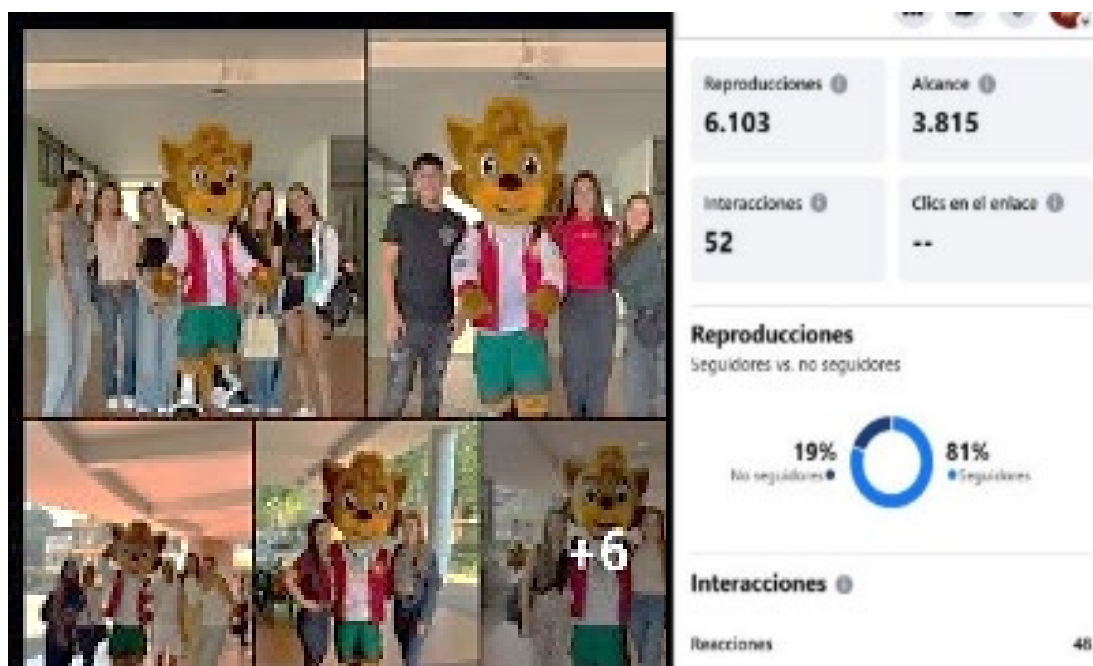 +6
Reproducciones
Alcance
6.103
3.815
Interacciones
Clics en el enlace
52
--
Reproducciones
Seguidores vs. no seguidores
19%
81%
No seguidores
Seguidores
Interacciones
Reacciones 48